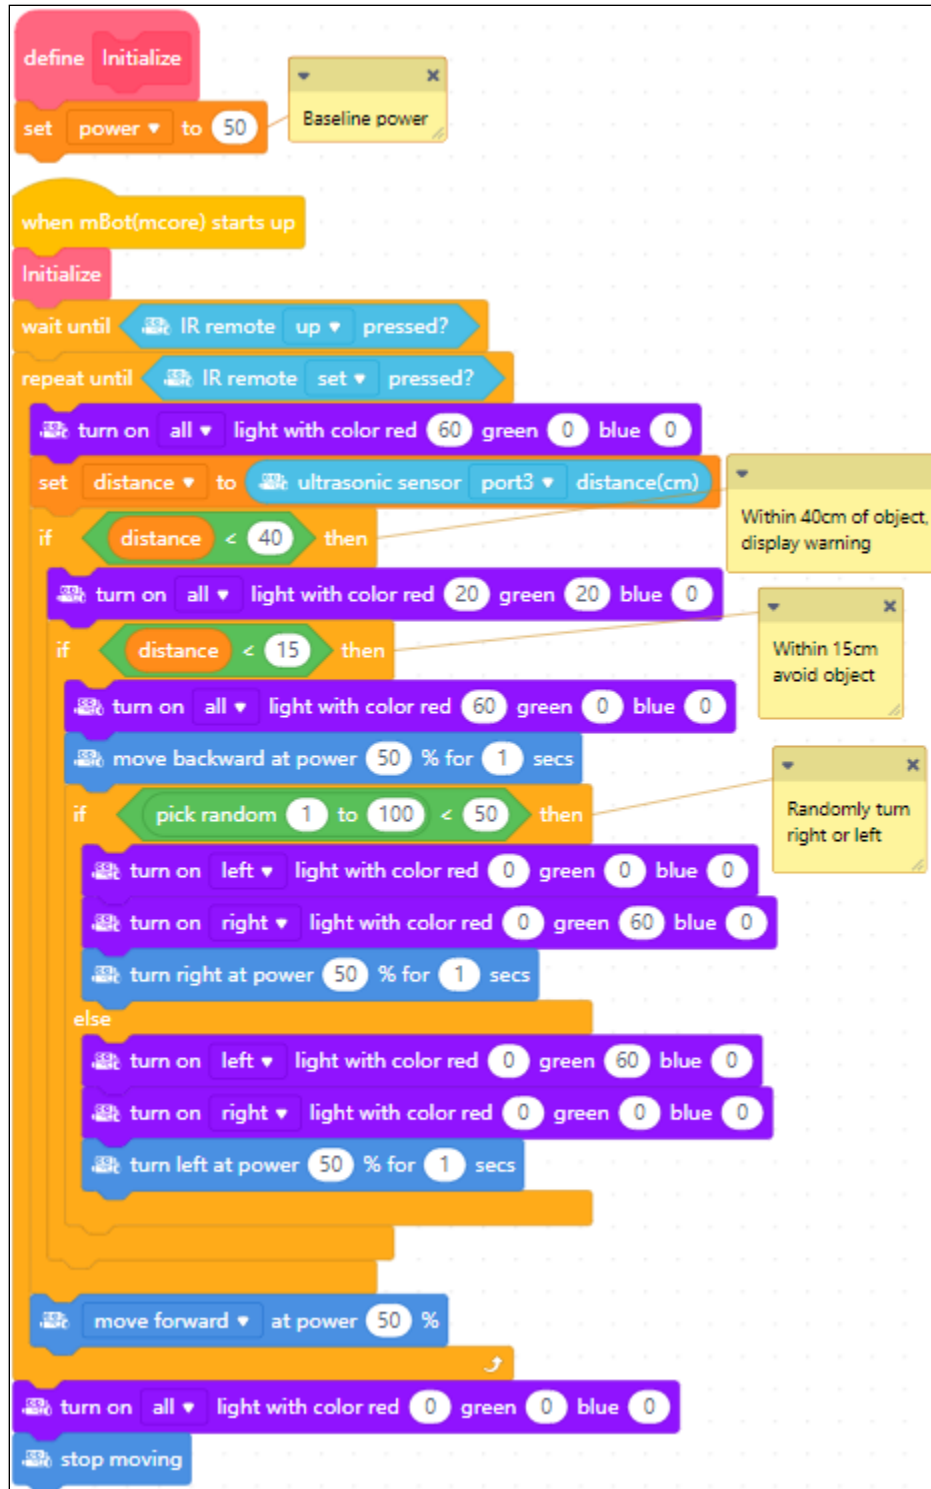 define Initialize
set power to 50
Baseline power
when mBot(mcore) starts up
Initialize
wait until IR remote up pressed?
repeat until IR remote set pressed?
turn on all light with color red 60 green 0 blue 0
set distance to ultrasonic sensor port3 distance(cm)
if distance < 40 then
Within 40cm of object,
display warning
turn on all light with color red 20 green 20 blue 0
if distance < 15 then
Within 15cm
avoid object
turn on all light with color red 60 green 0 blue 0
move backward at power 50 % for 1 secs
if pick random 1 to 100 < 50 then
Randomly turn
right or left
turn on left light with color red 0 green 0 blue 0
turn on right light with color red 0 green 60 blue 0
turn right at power 50 % for 1 secs
else
turn on left light with color red 0 green 60 blue 0
turn on right light with color red 0 green 0 blue 0
turn left at power 50 % for 1 secs
move forward at power 50 %
turn on all light with color red 0 green 0 blue 0
stop moving